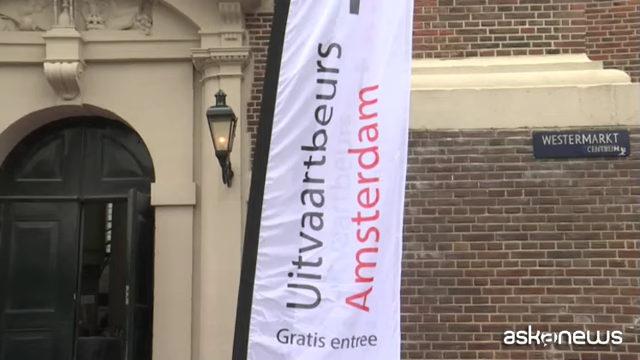 Uitvaartbeurs
Amsterdam
Gratis entree
WESTERMARKT
CENTRUM
askanews